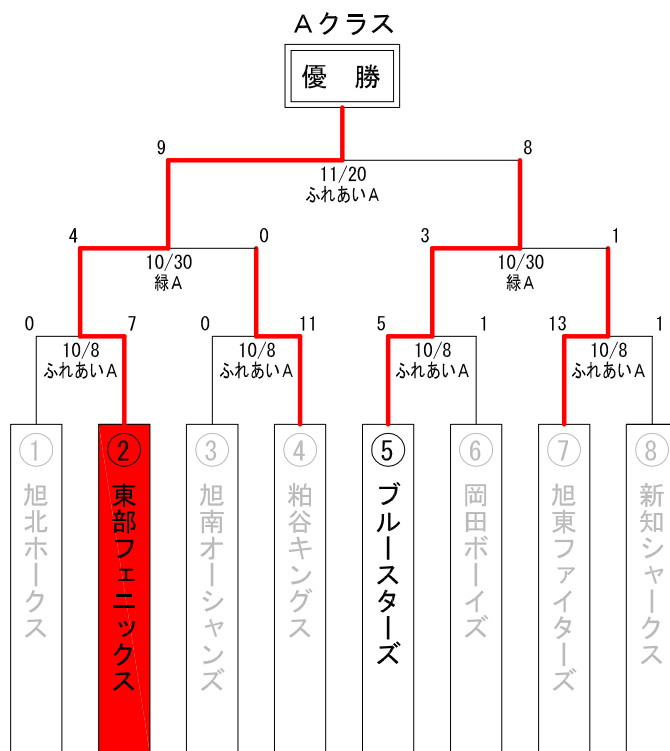 Aクラス
優　勝
9
8
11/20
ふれあいA
4
0
3
1
10/30
緑A
10/30
緑A
0
7
0
11
5
1
13
1
10/8
ふれあいA
10/8
ふれあいA
10/8
ふれあいA
10/8
ふれあいA
①旭北ホークス
②東部フェニックス
③旭南オーシャンズ
④粕谷キングス
⑤ブルースターズ
⑥岡田ボーイズ
⑦旭東ファイターズ
⑧新知シャークス